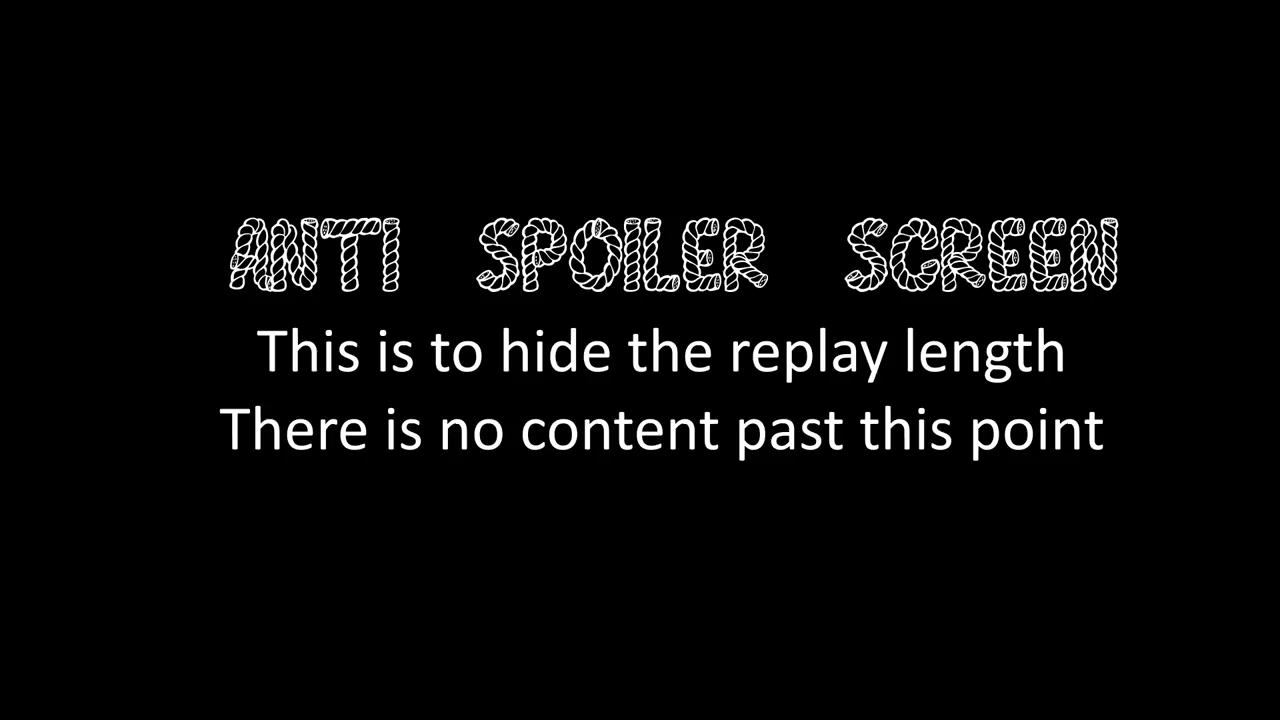 ANTI SPOILER SCREEN
This is to hide the replay length
There is no content past this point